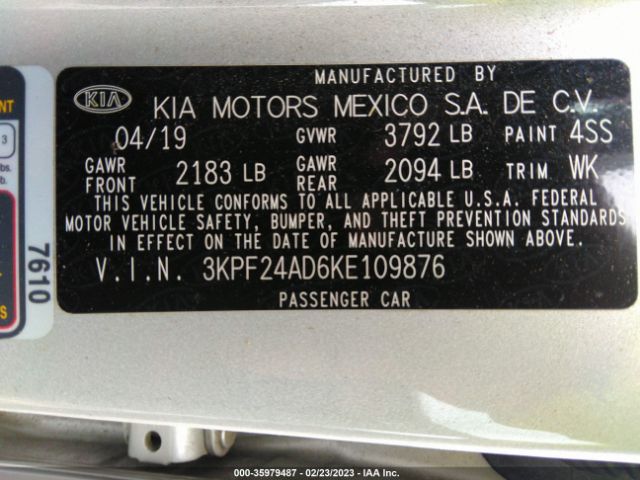 MANUFACTURED BY
KIA KIA MOTORS MEXICO S.A. DE C.V.
04/19 GVWR 3792 LB PAINT 4SS
GAWR FRONT 2183 LB GAWR REAR 2094 LB TRIM WK
THIS VEHICLE CONFORMS TO ALL APPLICABLE U.S.A. FEDERAL
MOTOR VEHICLE SAFETY, BUMPER, AND THEFT PREVENTION STANDARDS
IN EFFECT ON THE DATE OF MANUFACTURE SHOWN ABOVE.
V.I.N. 3KPF24AD6KE109876
PASSENGER CAR
NT
3
lbs.
b.
7610
000-35979487 - 02/23/2023 - IAA Inc.